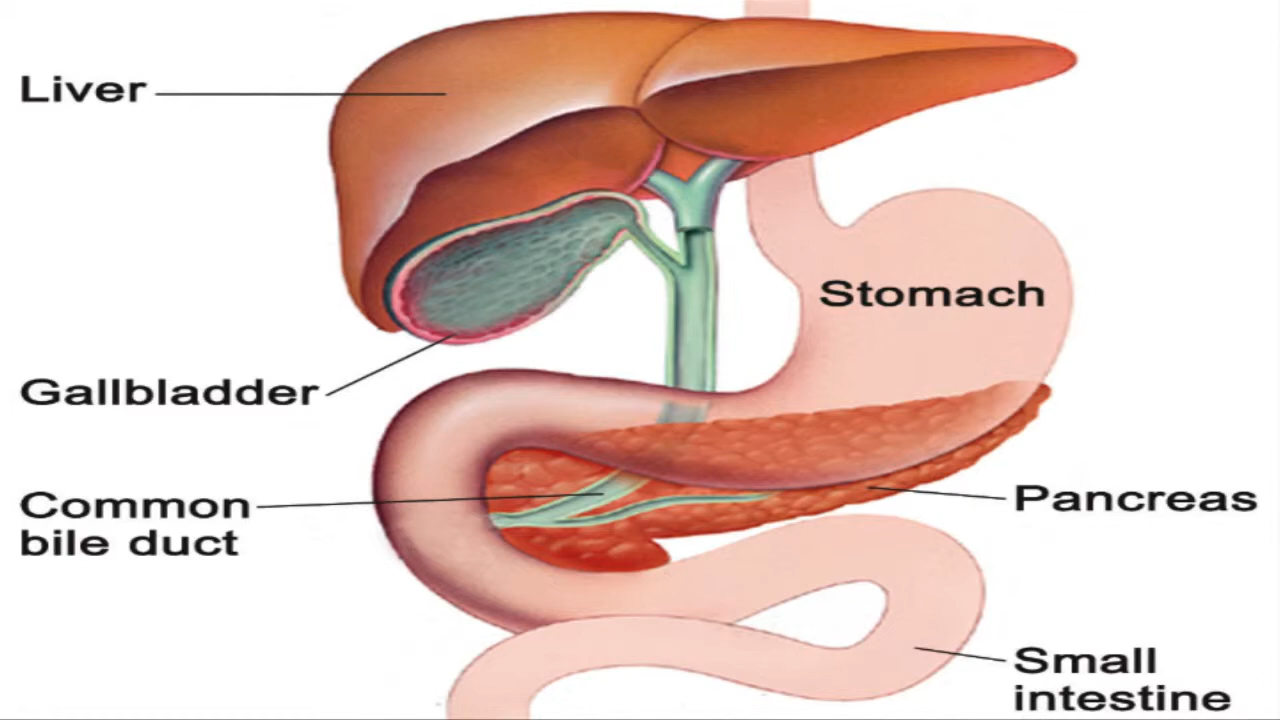 Liver
Stomach
Gallbladder
Common
bile duct
Pancreas
Small
intestine